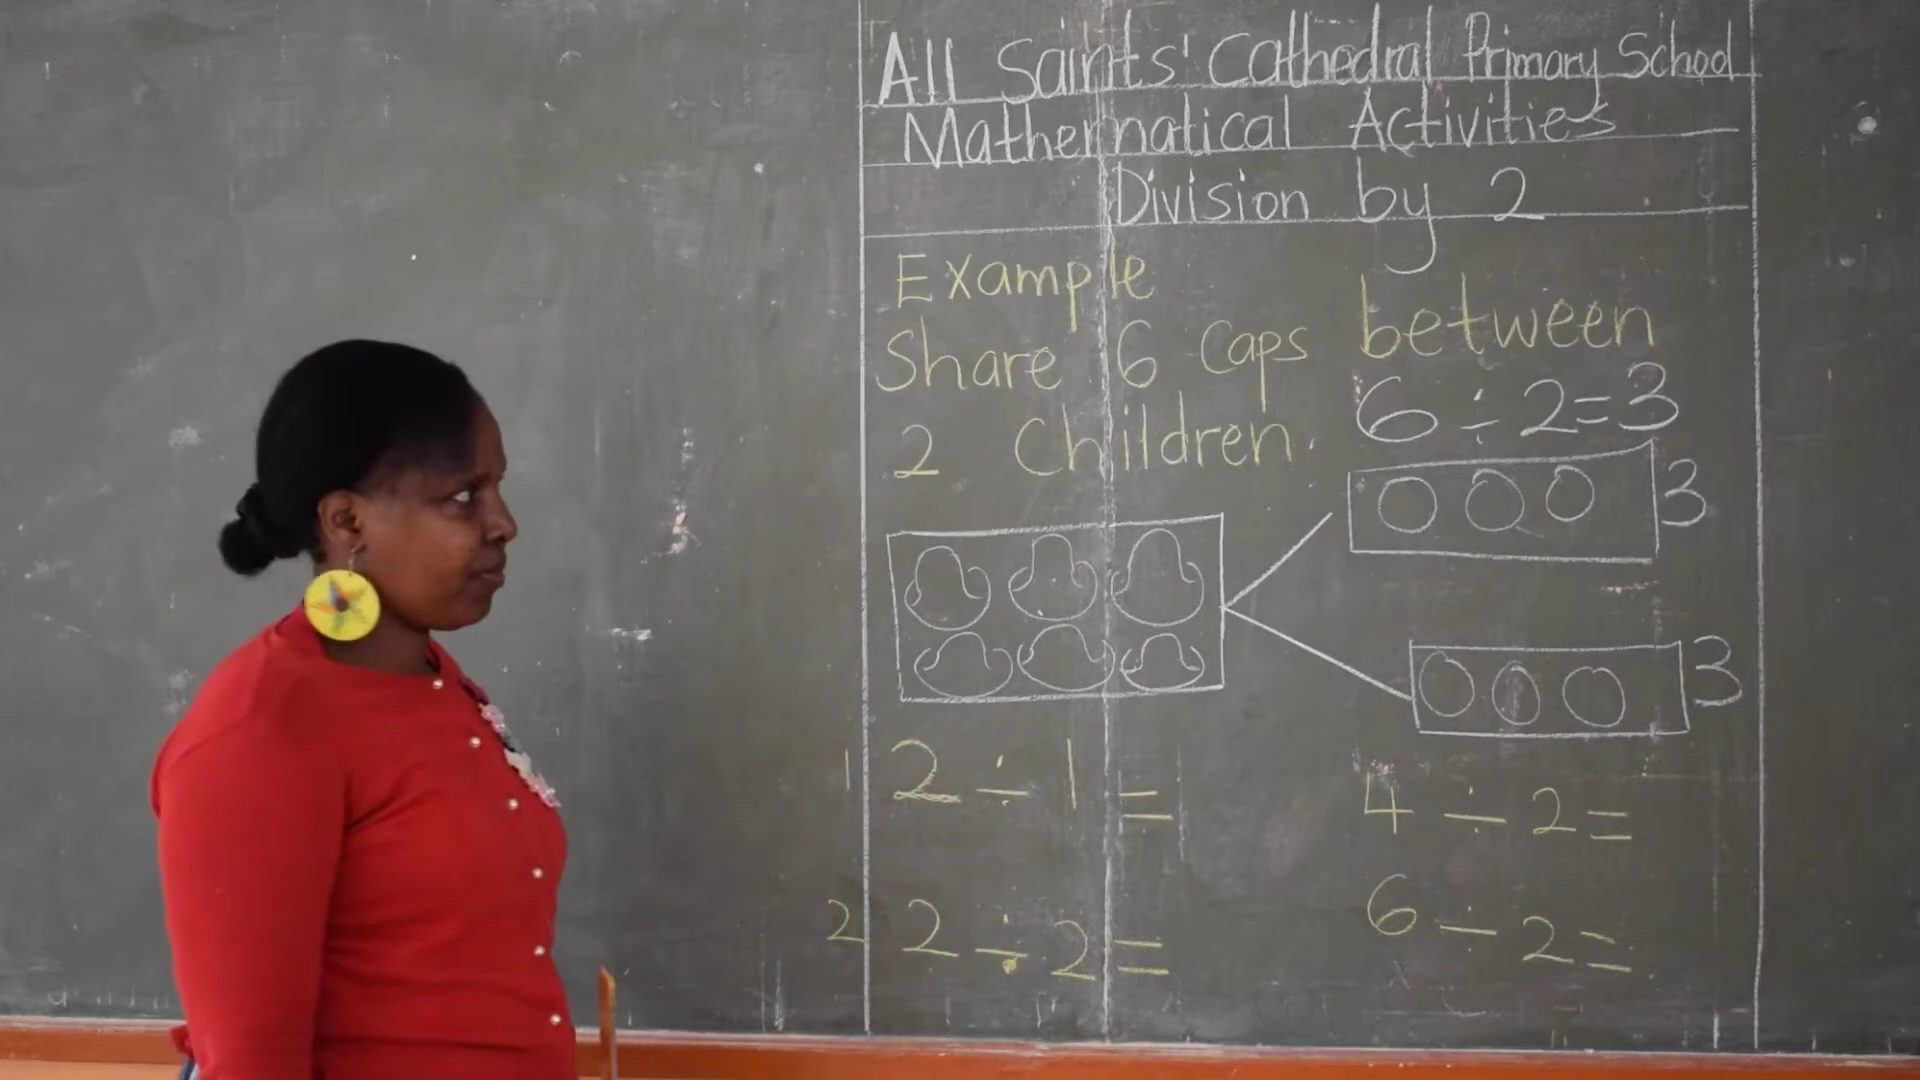 All Saints' Cathedral Primary School
Mathematical Activities
Division by 2
Example
Share 6 caps between
2 Children.
6 ÷ 2=3
3
3
1 2 ÷ 1 =
4 ÷ 2 =
2 2 ÷ 2 =
6 ÷ 2 =